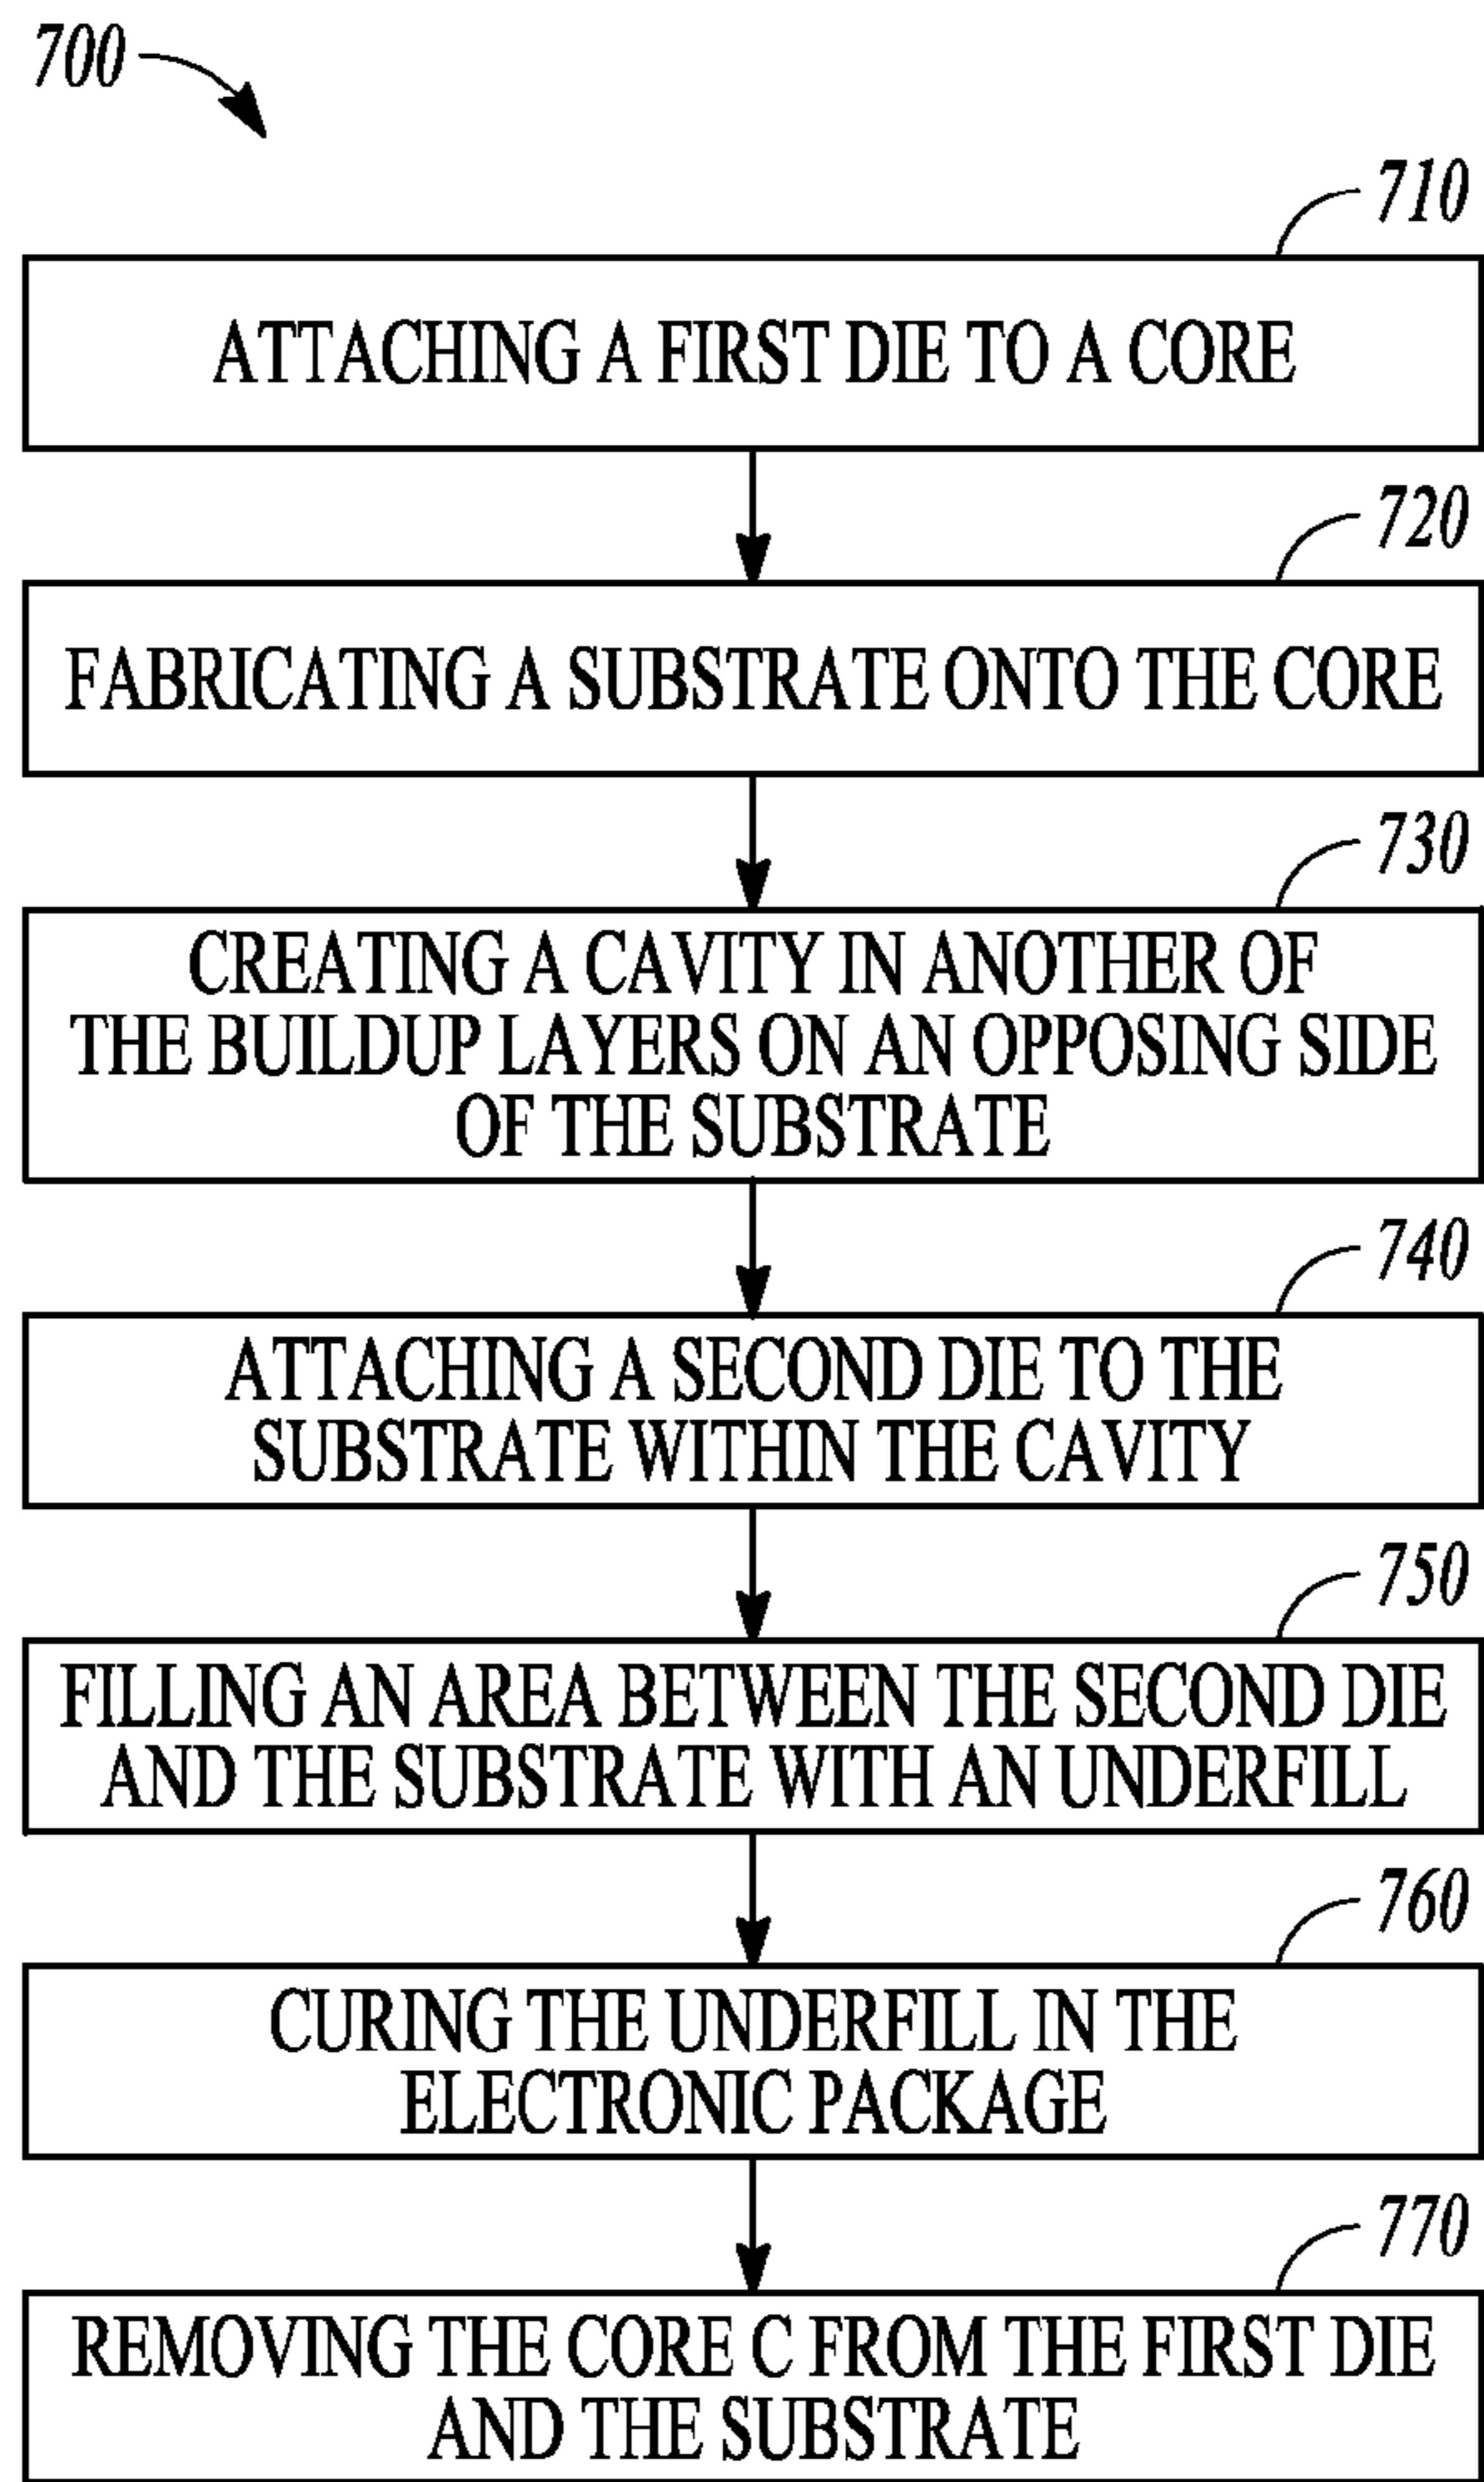 700
710
ATTACHING A FIRST DIE TO A CORE
720
FABRICATING A SUBSTRATE ONTO THE CORE
730
CREATING A CAVITY IN ANOTHER OF
THE BUILDUP LAYERS ON AN OPPOSING SIDE
OF THE SUBSTRATE
740
ATTACHING A SECOND DIE TO THE
SUBSTRATE WITHIN THE CAVITY
750
FILLING AN AREA BETWEEN THE SECOND DIE
AND THE SUBSTRATE WITH AN UNDERFILL
760
CURING THE UNDERFILL IN THE
ELECTRONIC PACKAGE
770
REMOVING THE CORE C FROM THE FIRST DIE
AND THE SUBSTRATE